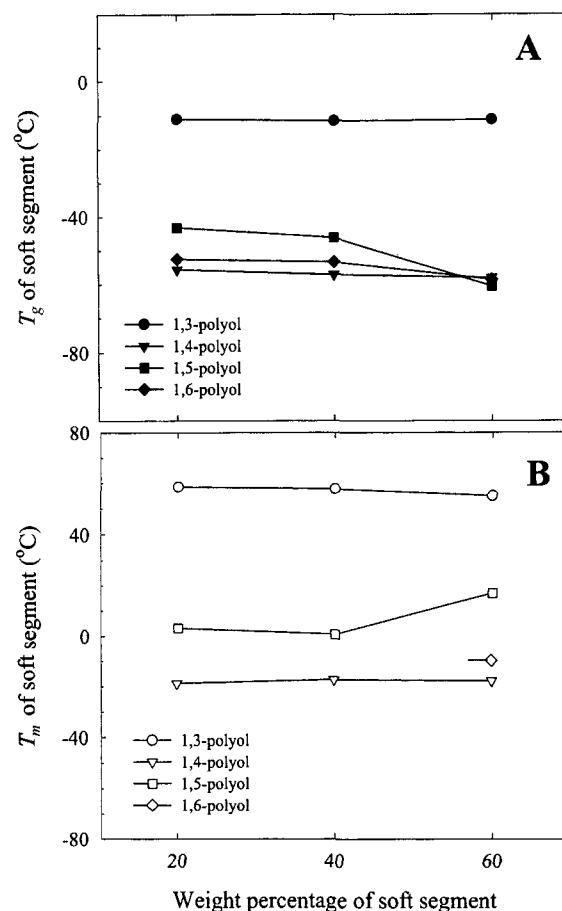 A
0
-40
-80
Tg of soft segment (°C)
1,3-polyol
1,4-polyol
1,5-polyol
1,6-polyol
B
80
40
0
-40
-80
Tm of soft segment (°C)
1,3-polyol
1,4-polyol
1,5-polyol
1,6-polyol
20 40 60
Weight percentage of soft segment